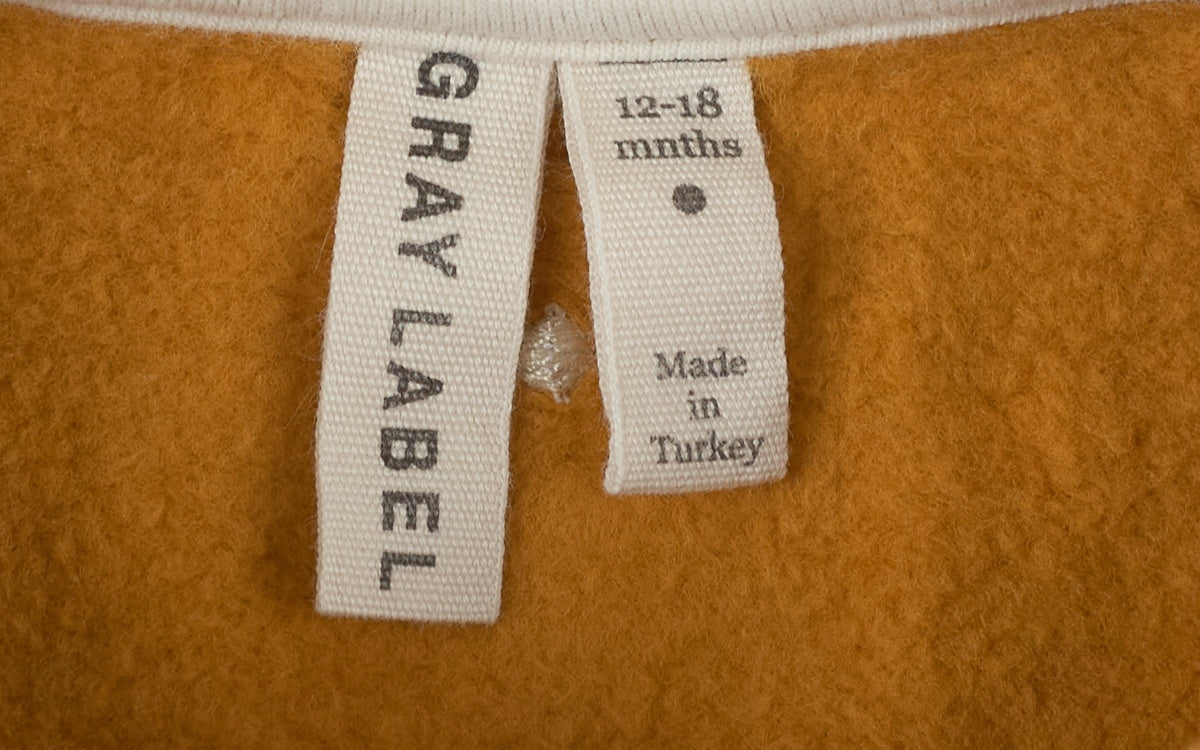 GRAY LABEL
12-18
mnths
Made
in
Turkey